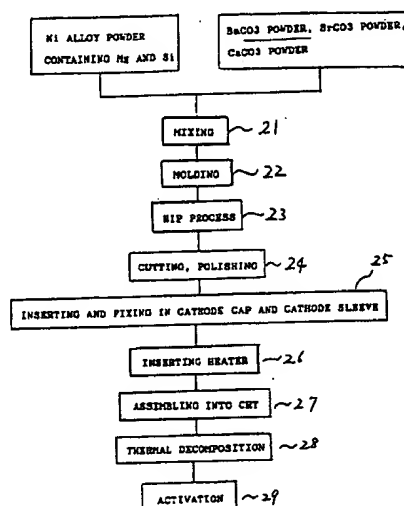 Ni ALLOY POWDER
CONTAINING Mg AND Si
BaCO3 POWDER, SrCO3 POWDER,
CaCO3 POWDER
MIXING 21
MOLDING 22
HIP PROCESS 23
CUTTING, POLISHING 24
25
INSERTING AND FIXING IN CATHODE CAP AND CATHODE SLEEVE
INSERTING HEATER 26
ASSEMBLING INTO CRT 27
THERMAL DECOMPOSITION 28
ACTIVATION 29